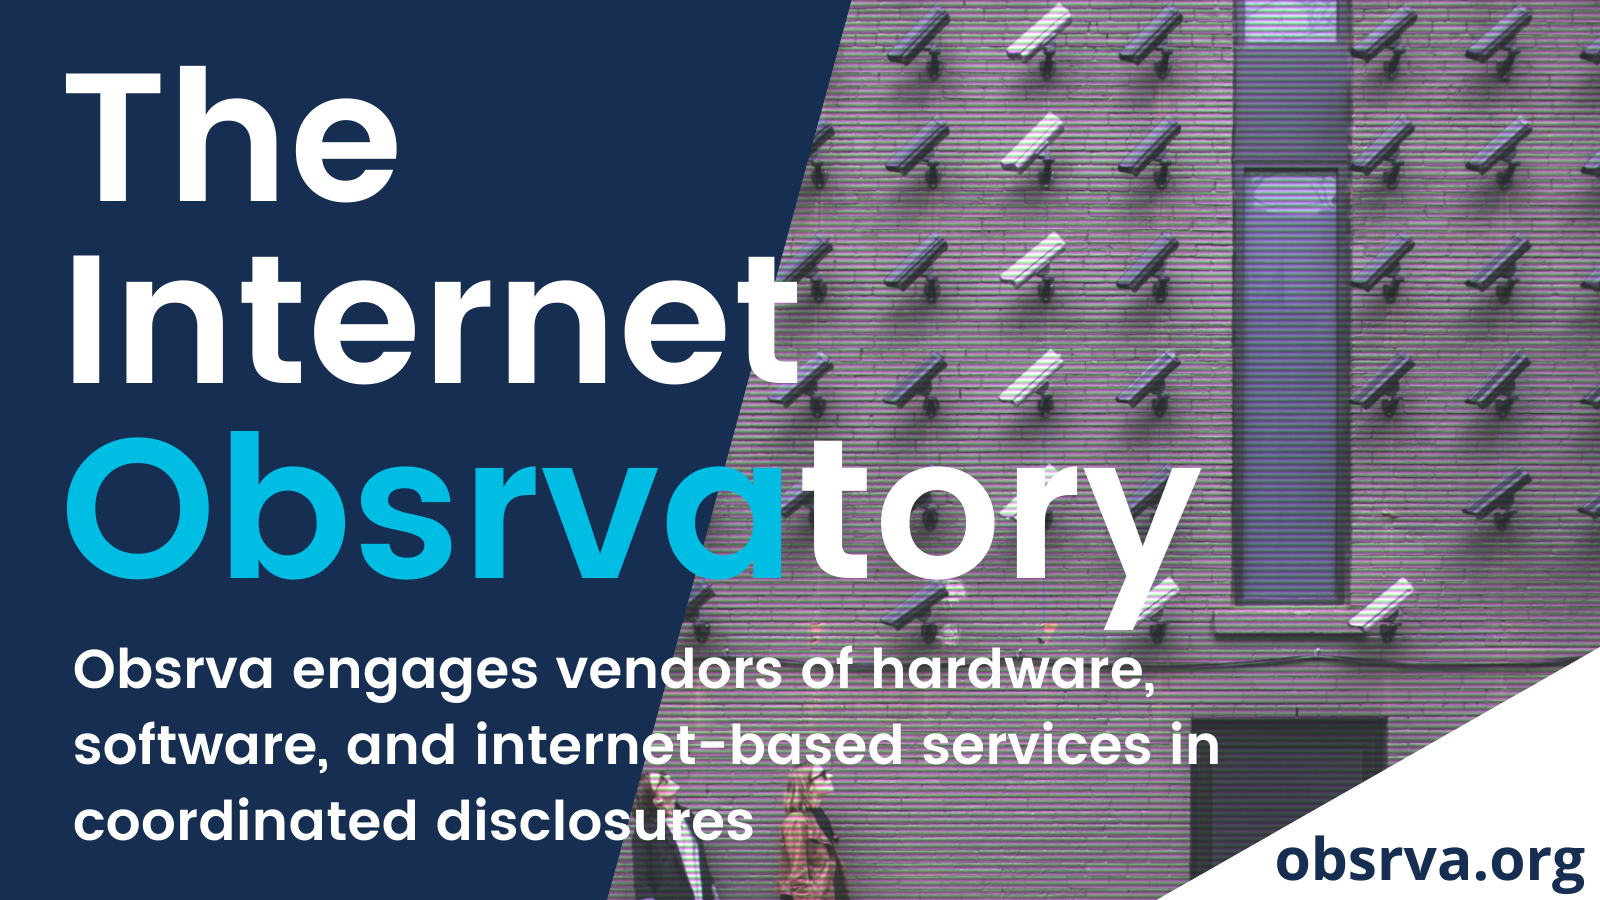 The
Internet
Obsrvatory
Obsrva engages vendors of hardware,
software, and internet-based services in
coordinated disclosures
obsrva.org